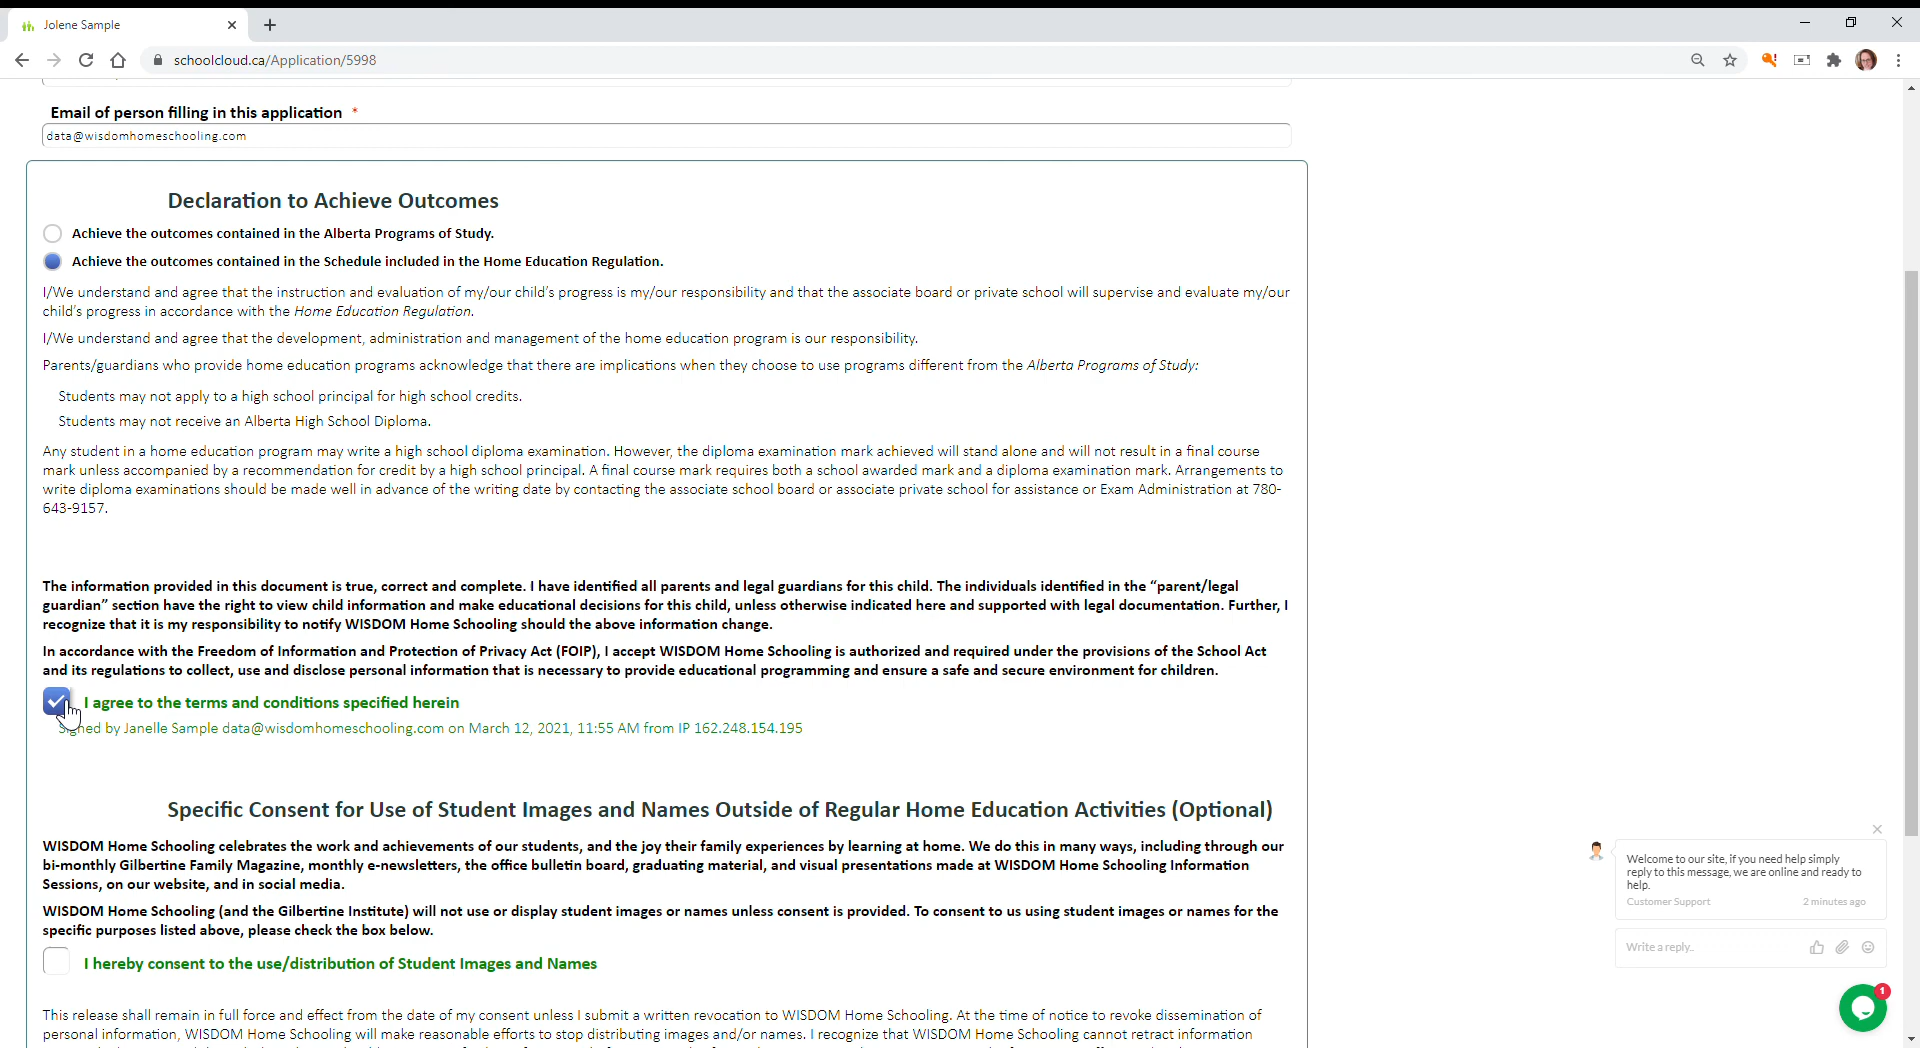 Jolene Sample
schoolcloud.ca/Application/5998
Email of person filling in this application *
data@wisdomhomeschooling.com
Declaration to Achieve Outcomes
Achieve the outcomes contained in the Alberta Programs of Study.
Achieve the outcomes contained in the Schedule included in the Home Education Regulation.
I/We understand and agree that the instruction and evaluation of my/our child's progress is my/our responsibility and that the associate board or private school will supervise and evaluate my/our
child's progress in accordance with the Home Education Regulation.
I/We understand and agree that the development, administration and management of the home education program is our responsibility.
Parents/guardians who provide home education programs acknowledge that there are implications when they choose to use programs different from the Alberta Programs of Study:
Students may not apply to a high school principal for high school credits.
Students may not receive an Alberta High School Diploma.
Any student in a home education program may write a high school diploma examination. However, the diploma examination mark achieved will stand alone and will not result in a final course
mark unless accompanied by a recommendation for credit by a high school principal. A final course mark requires both a school awarded mark and a diploma examination mark. Arrangements to
write diploma examinations should be made well in advance of the writing date by contacting the associate school board or associate private school for assistance or Exam Administration at 780-
643-9157.
The information provided in this document is true, correct and complete. I have identified all parents and legal guardians for this child. The individuals identified in the “parent/legal
guardian” section have the right to view child information and make educational decisions for this child, unless otherwise indicated here and supported with legal documentation. Further, I
recognize that it is my responsibility to notify WISDOM Home Schooling should the above information change.
In accordance with the Freedom of Information and Protection of Privacy Act (FOIP), I accept WISDOM Home Schooling is authorized and required under the provisions of the School Act
and its regulations to collect, use and disclose personal information that is necessary to provide educational programming and ensure a safe and secure environment for children.
I agree to the terms and conditions specified herein
Signed by Janelle Sample data@wisdomhomeschooling.com on March 12, 2021, 11:55 AM from IP 162.248.154.195
Specific Consent for Use of Student Images and Names Outside of Regular Home Education Activities (Optional)
WISDOM Home Schooling celebrates the work and achievements of our students, and the joy their family experiences by learning at home. We do this in many ways, including through our
bi-monthly Gilbertine Family Magazine, monthly e-newsletters, the office bulletin board, graduating material, and visual presentations made at WISDOM Home Schooling Information
Sessions, on our website, and in social media.
WISDOM Home Schooling (and the Gilbertine Institute) will not use or display student images or names unless consent is provided. To consent to us using student images or names for the
specific purposes listed above, please check the box below.
I hereby consent to the use/distribution of Student Images and Names
This release shall remain in full force and effect from the date of my consent unless I submit a written revocation to WISDOM Home Schooling. At the time of notice to revoke dissemination of
personal information, WISDOM Home Schooling will make reasonable efforts to stop distributing images and/or names. I recognize that WISDOM Home Schooling cannot retract information
Welcome to our site, if you need help simply
reply to this message, we are online and ready to
help.
Customer Support 2 minutes ago
Write a reply..
1